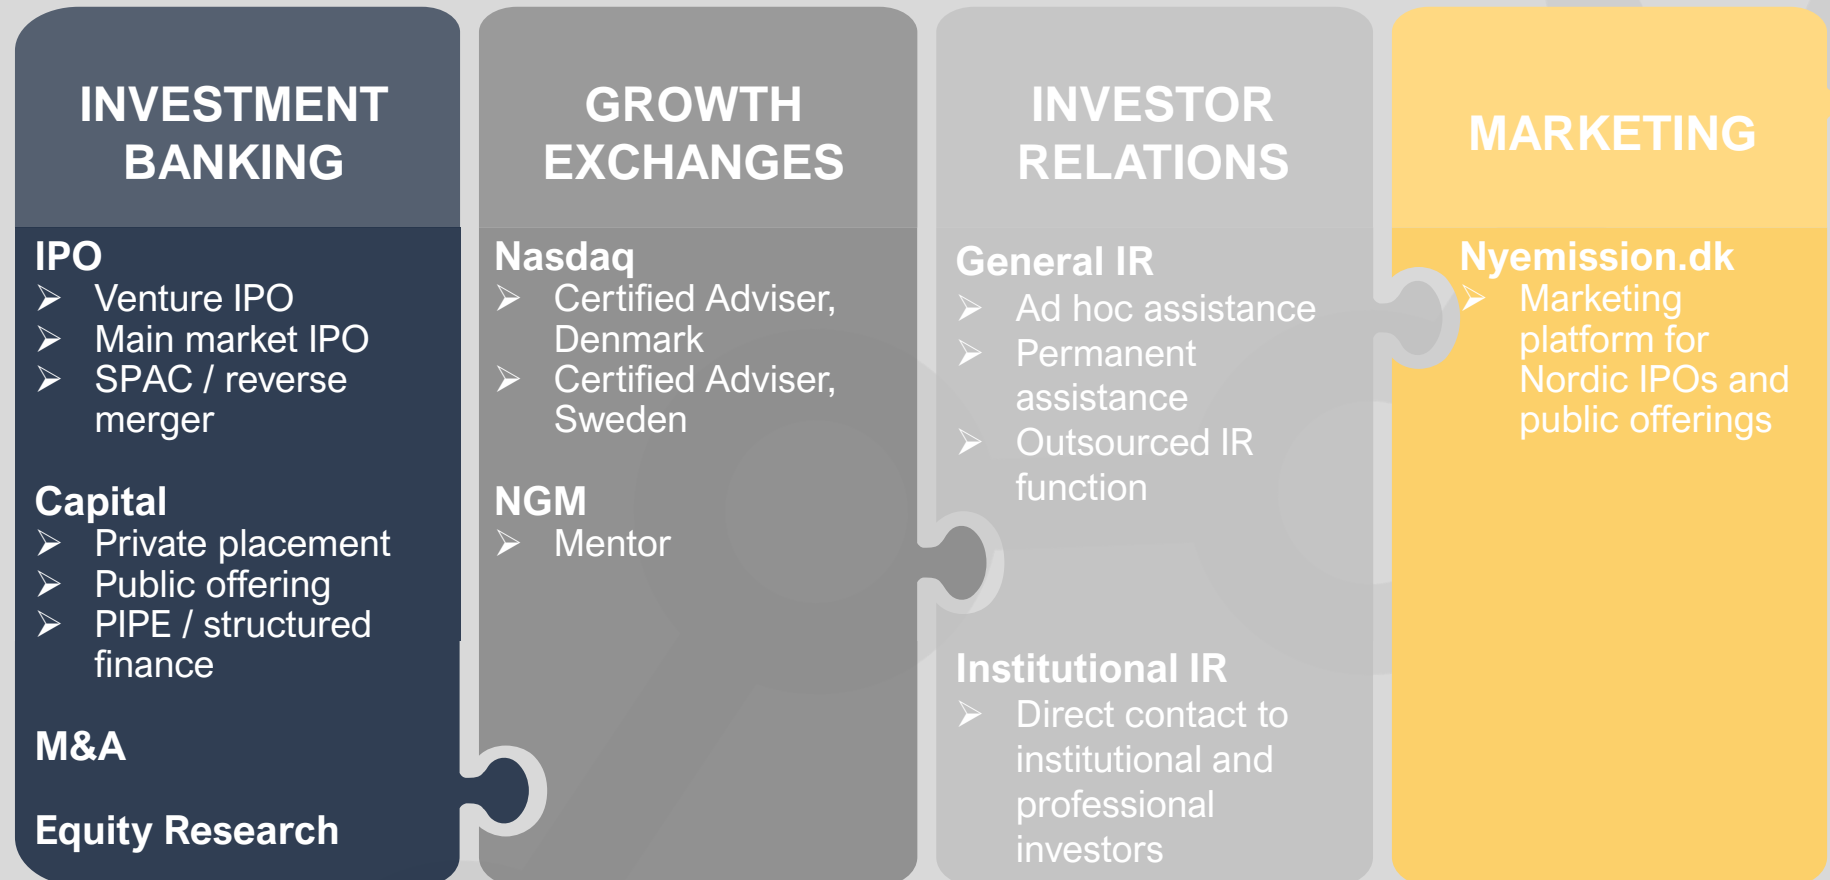 INVESTMENT
BANKING
IPO
➢ Venture IPO
➢ Main market IPO
➢ SPAC / reverse
merger
Capital
➢ Private placement
➢ Public offering
➢ PIPE / structured
finance
M&A
Equity Research
GROWTH
EXCHANGES
Nasdaq
➢ Certified Adviser,
Denmark
➢ Certified Adviser,
Sweden
NGM
➢ Mentor
INVESTOR
RELATIONS
General IR
➢ Ad hoc assistance
➢ Permanent
assistance
➢ Outsourced IR
function
Institutional IR
➢ Direct contact to
institutional and
professional
investors
MARKETING
Nyemission.dk
➢ Marketing
platform for
Nordic IPOs and
public offerings